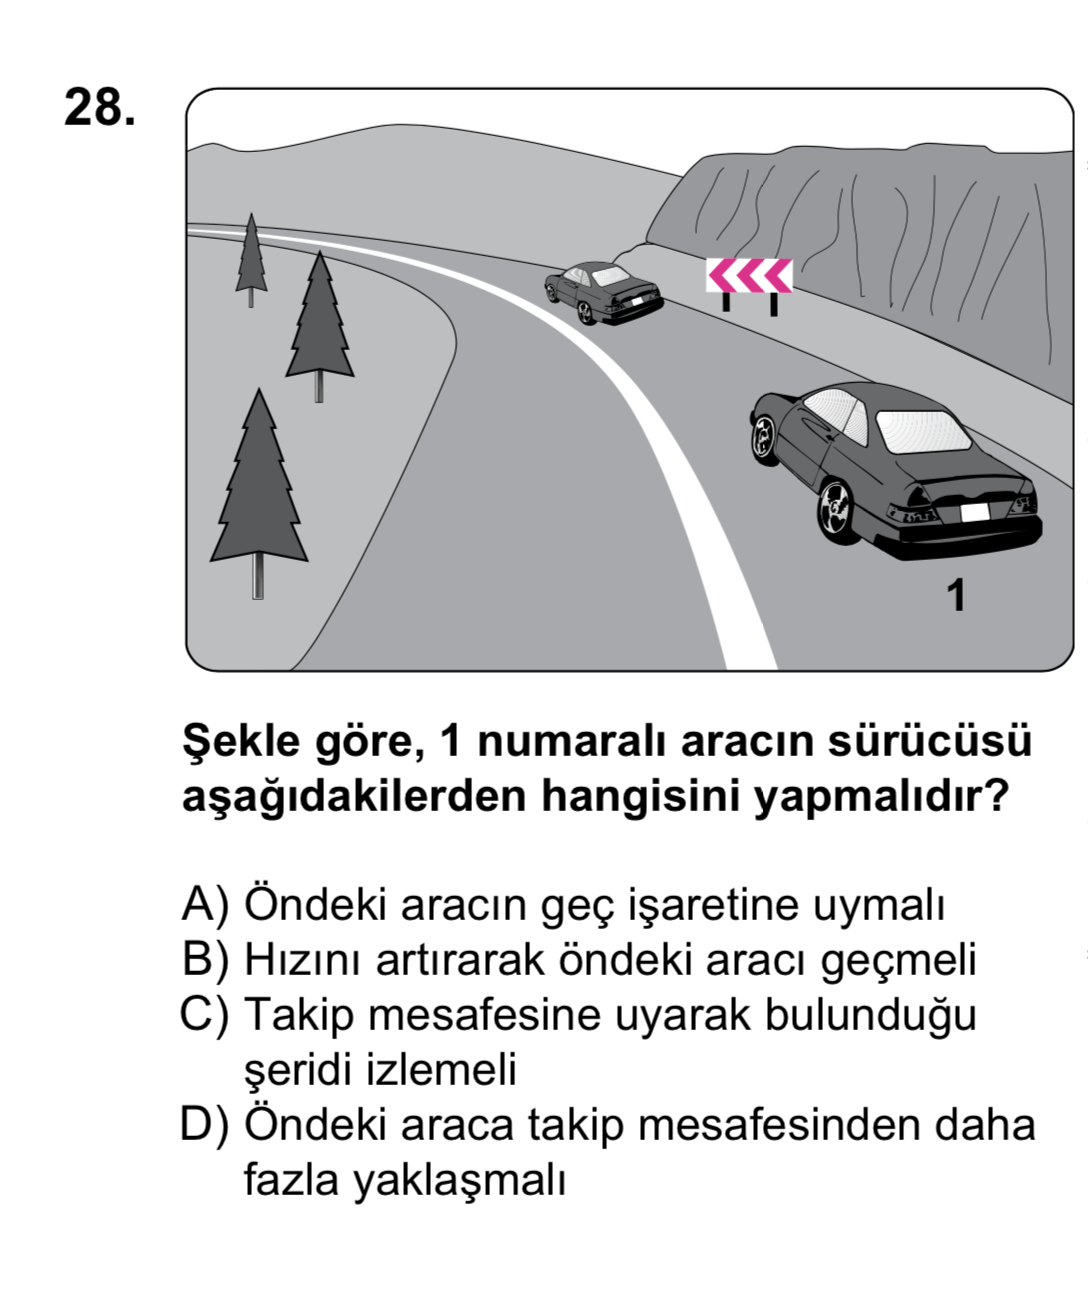 28.
1
Şekle göre, 1 numaralı aracın sürücüsü
aşağıdakilerden hangisini yapmalıdır?
A) Öndeki aracın geç işaretine uymalı
B) Hızını artırarak öndeki aracı geçmeli
C) Takip mesafesine uyarak bulunduğu
şeridi izlemeli
D) Öndeki araca takip mesafesinden daha
fazla yaklaşmalı